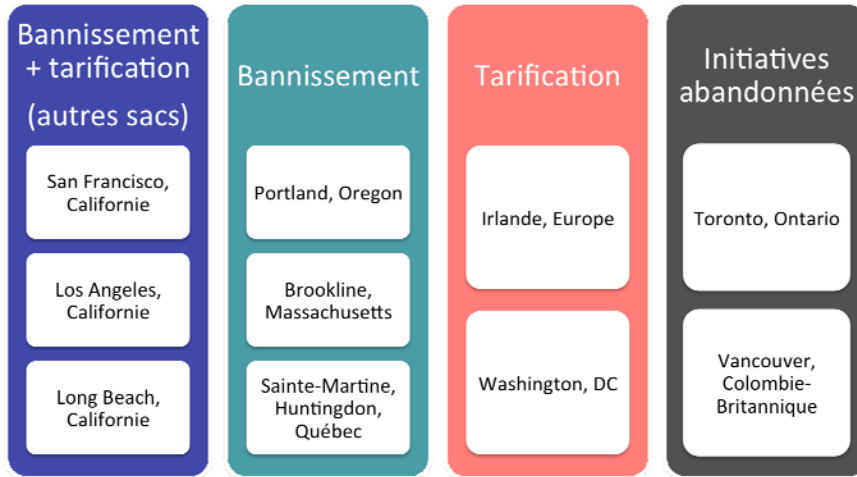 Bannissement
+ tarification
(autres sacs)
San Francisco,
Californie
Los Angeles,
Californie
Long Beach,
Californie
Bannissement
Portland, Oregon
Brookline,
Massachusetts
Sainte-Martine,
Huntingdon,
Québec
Tarification
Irlande, Europe
Washington, DC
Initiatives
abandonnées
Toronto, Ontario
Vancouver,
Colombie-
Britannique